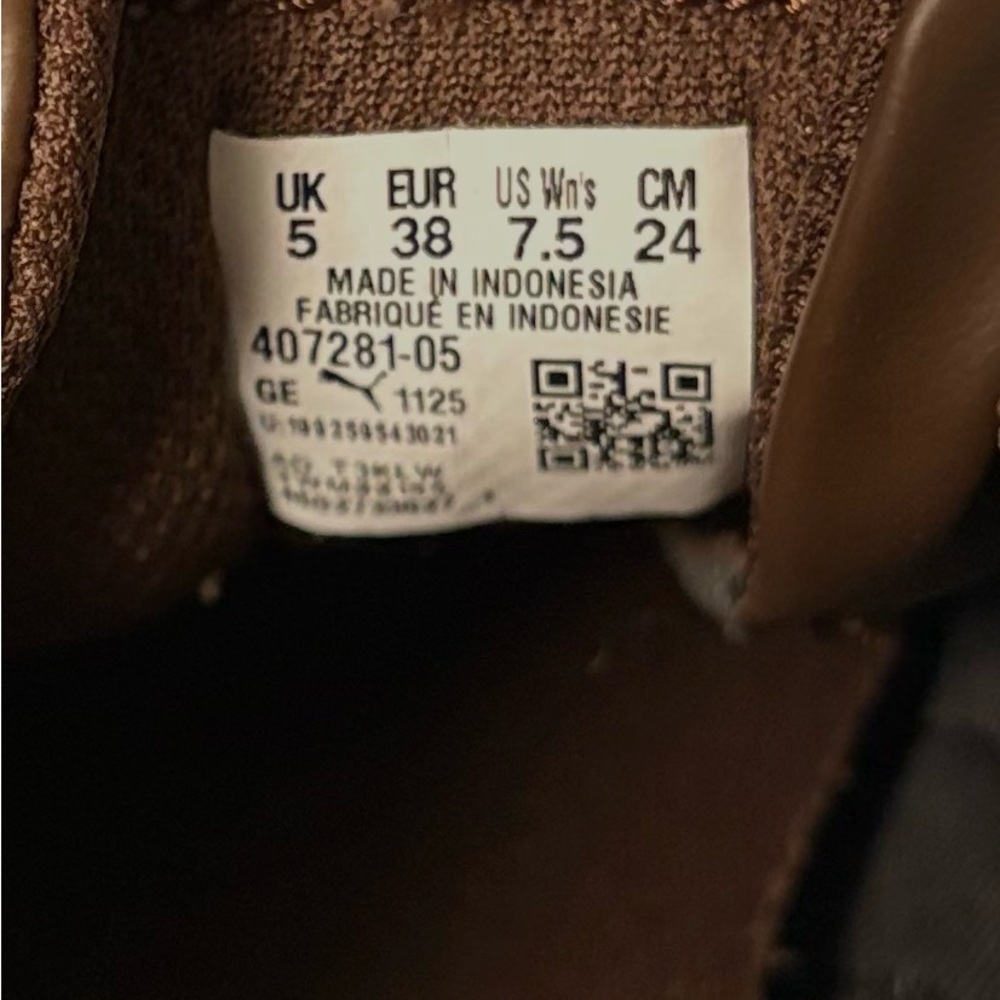 UK EUR US Wn's CM
5 38 7.5 24
MADE IN INDONESIA
FABRIQUÉ EN INDONESIE
407281-05
GE 1125
199259543021